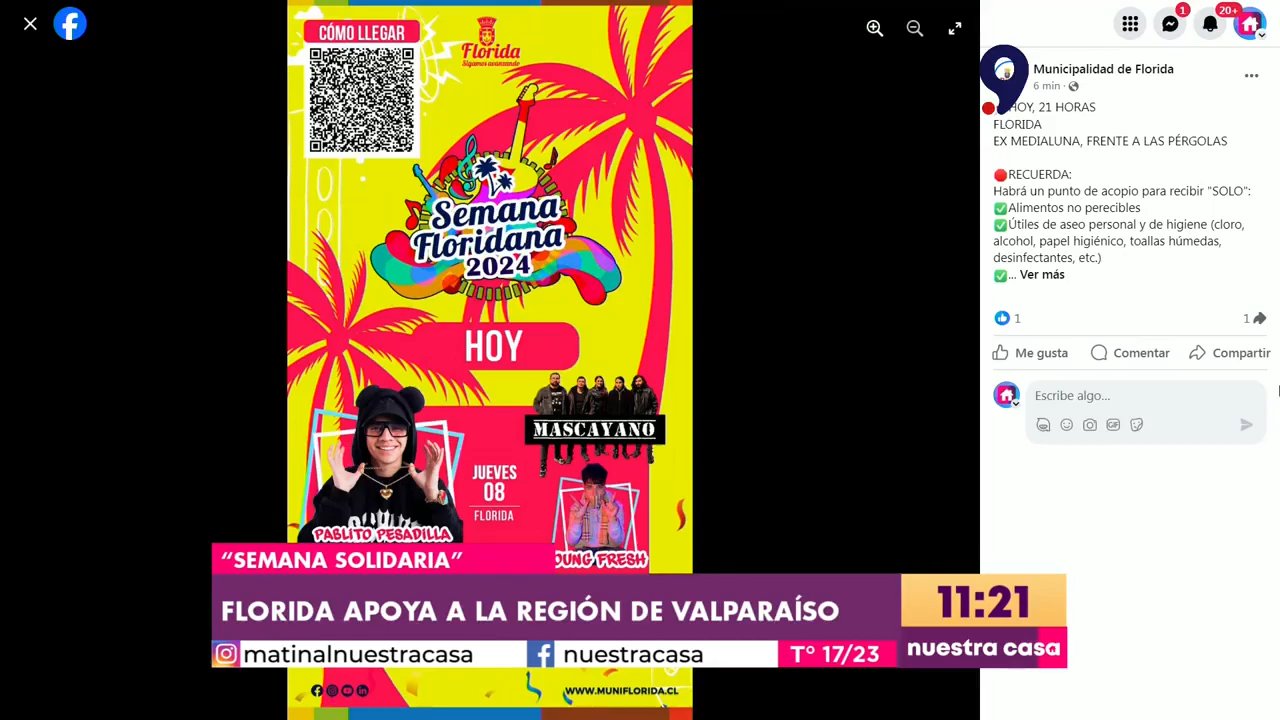 CÓMO LLEGAR
Florida
Sigamos avanzando
Semana
Floridana
2024
HOY
MASCAYANO
JUEVES
08
FLORIDA
PABLITO PESADILLA
OUNG FRESH
"SEMANA SOLIDARIA"
FLORIDA APOYA A LA REGIÓN DE VALPARAÍSO
11:21
matinalnuestracasa
nuestracasa
T° 17/23
nuestra casa
WWW.MUNIFLORIDA.CL
1
20+
Municipalidad de Florida
6 min ·
HOY, 21 HORAS
FLORIDA
EX MEDIALUNA, FRENTE A LAS PÉRGOLAS
RECUERDA:
Habrá un punto de acopio para recibir "SOLO":
Alimentos no perecibles
Útiles de aseo personal y de higiene (cloro,
alcohol, papel higiénico, toallas húmedas,
desinfectantes, etc.)
... Ver más
1
1
Me gusta
Comentar
Compartir
Escribe algo...
GIF